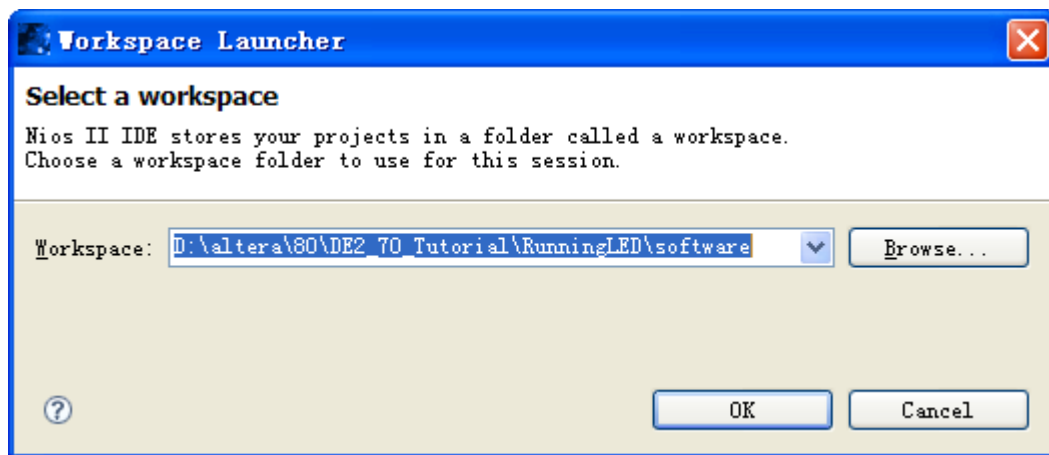 Workspace Launcher
Select a workspace
Nios II IDE stores your projects in a folder called a workspace.
Choose a workspace folder to use for this session.
Workspace: D:\altera\80\DE2_70_Tutorial\RunningLED\software Browse...
? OK Cancel